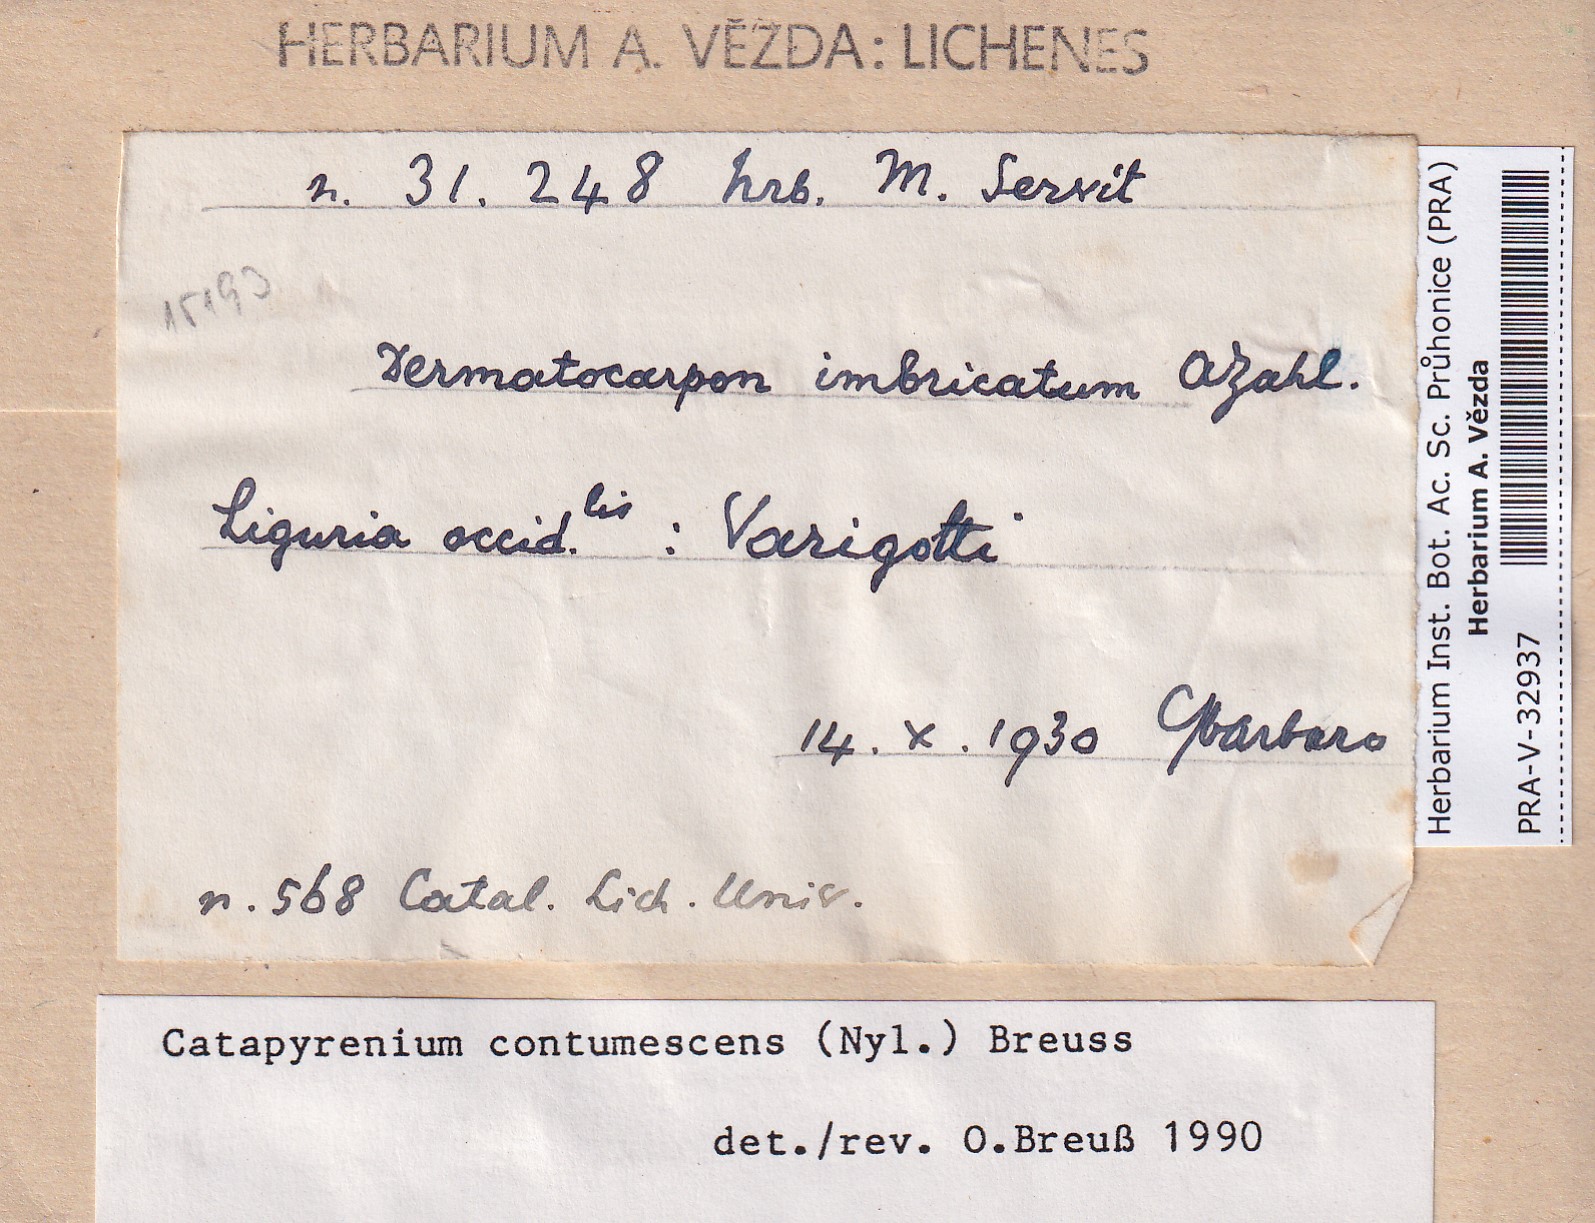 HERBARIUM A. VĚZDA: LICHENES
n. 31.248 hrb. M. Servít
15193
Dermatocarpon imbricatum AZahl.
Liguria occid.lis : Varigotti
14. X. 1930 CSbarbaro
n. 568 Catal. Lich. Univ.
Herbarium Inst. Bot. Ac. Sc. Průhonice (PRA)
Herbarium A. Vězda
PRA-V-32937
Catapyrenium contumescens (Nyl.) Breuss
det./rev. O.Breuß 1990